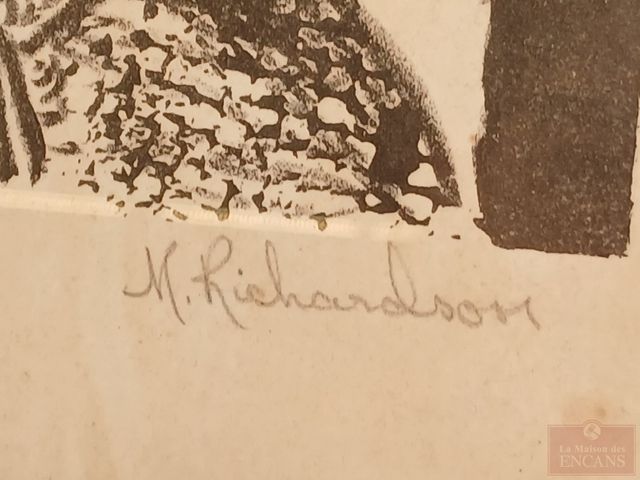 M. Richardson
La Maison des
ENCANS